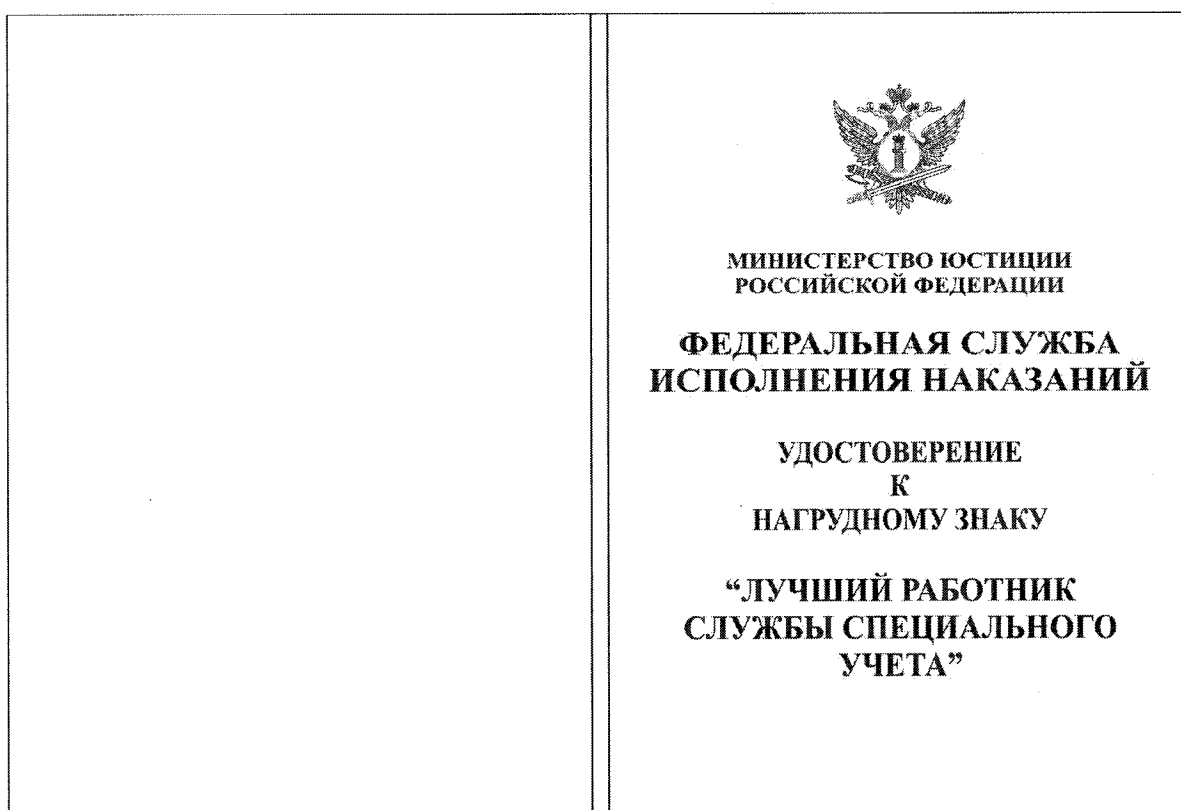 МИНИСТЕРСТВО ЮСТИЦИИ
РОССИЙСКОЙ ФЕДЕРАЦИИ
ФЕДЕРАЛЬНАЯ СЛУЖБА
ИСПОЛНЕНИЯ НАКАЗАНИЙ
УДОСТОВЕРЕНИЕ
К
НАГРУДНОМУ ЗНАКУ
“ЛУЧШИЙ РАБОТНИК
СЛУЖБЫ СПЕЦИАЛЬНОГО
УЧЕТА”